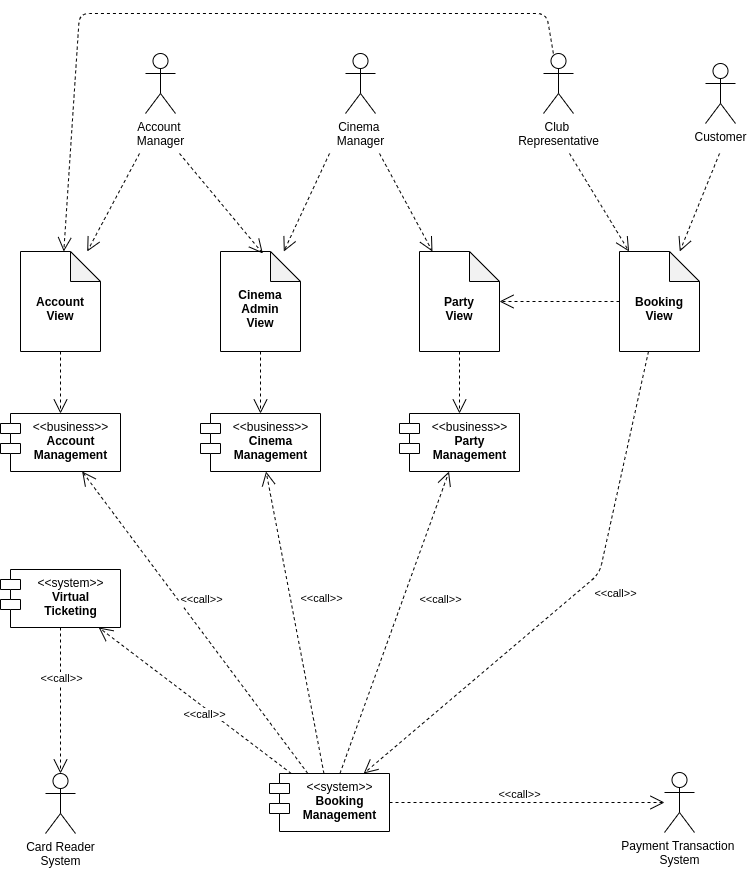 Account
Manager
Cinema
Manager
Club
Representative
Customer
Account
View
Cinema
Admin
View
Party
View
Booking
View
<<business>>
Account
Management
<<business>>
Cinema
Management
<<business>>
Party
Management
<<system>>
Virtual
Ticketing
<<call>>
<<call>>
<<call>>
<<call>>
<<call>>
<<call>>
<<system>>
Booking
Management
<<call>>
Card Reader
System
Payment Transaction
System